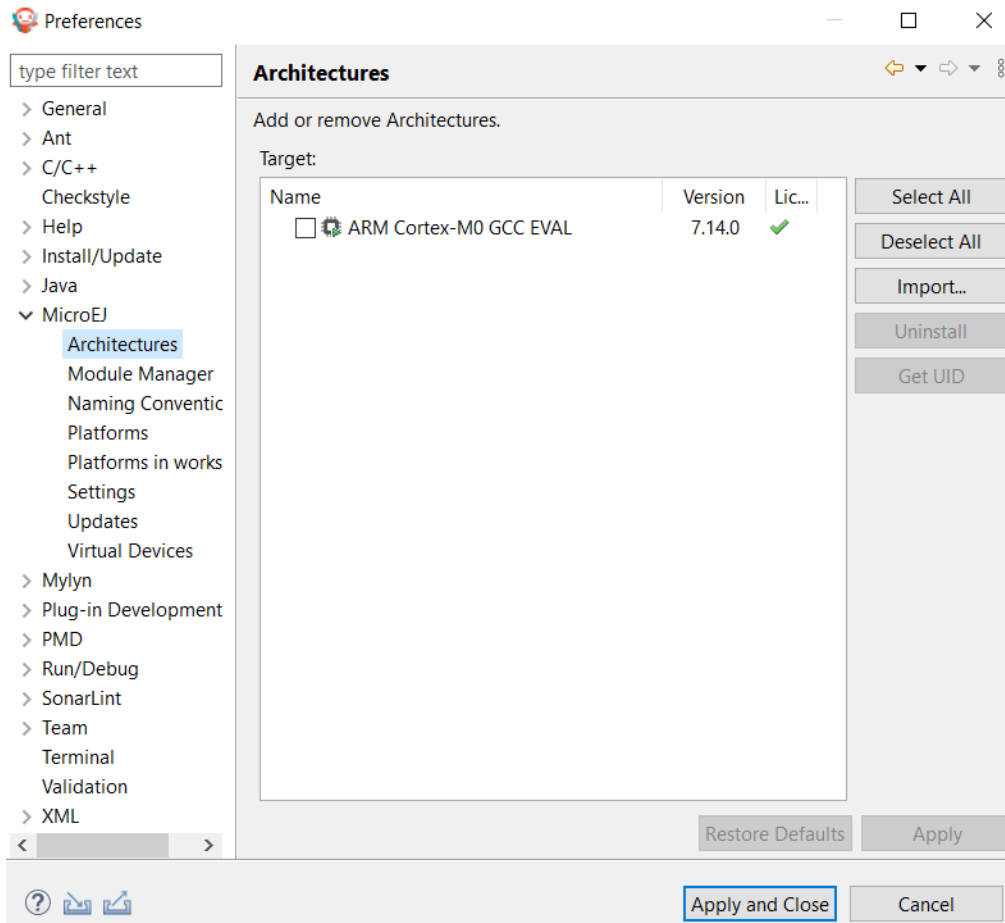 Preferences
type filter text
General
Ant
C/C++
Checkstyle
Help
Install/Update
Java
MicroEJ
Architectures
Module Manager
Naming Conventic
Platforms
Platforms in works
Settings
Updates
Virtual Devices
Mylyn
Plug-in Development
PMD
Run/Debug
SonarLint
Team
Terminal
Validation
XML
Architectures
Add or remove Architectures.
Target:
Name Version Lic...
ARM Cortex-M0 GCC EVAL 7.14.0
Select All
Deselect All
Import...
Uninstall
Get UID
Restore Defaults Apply
Apply and Close Cancel